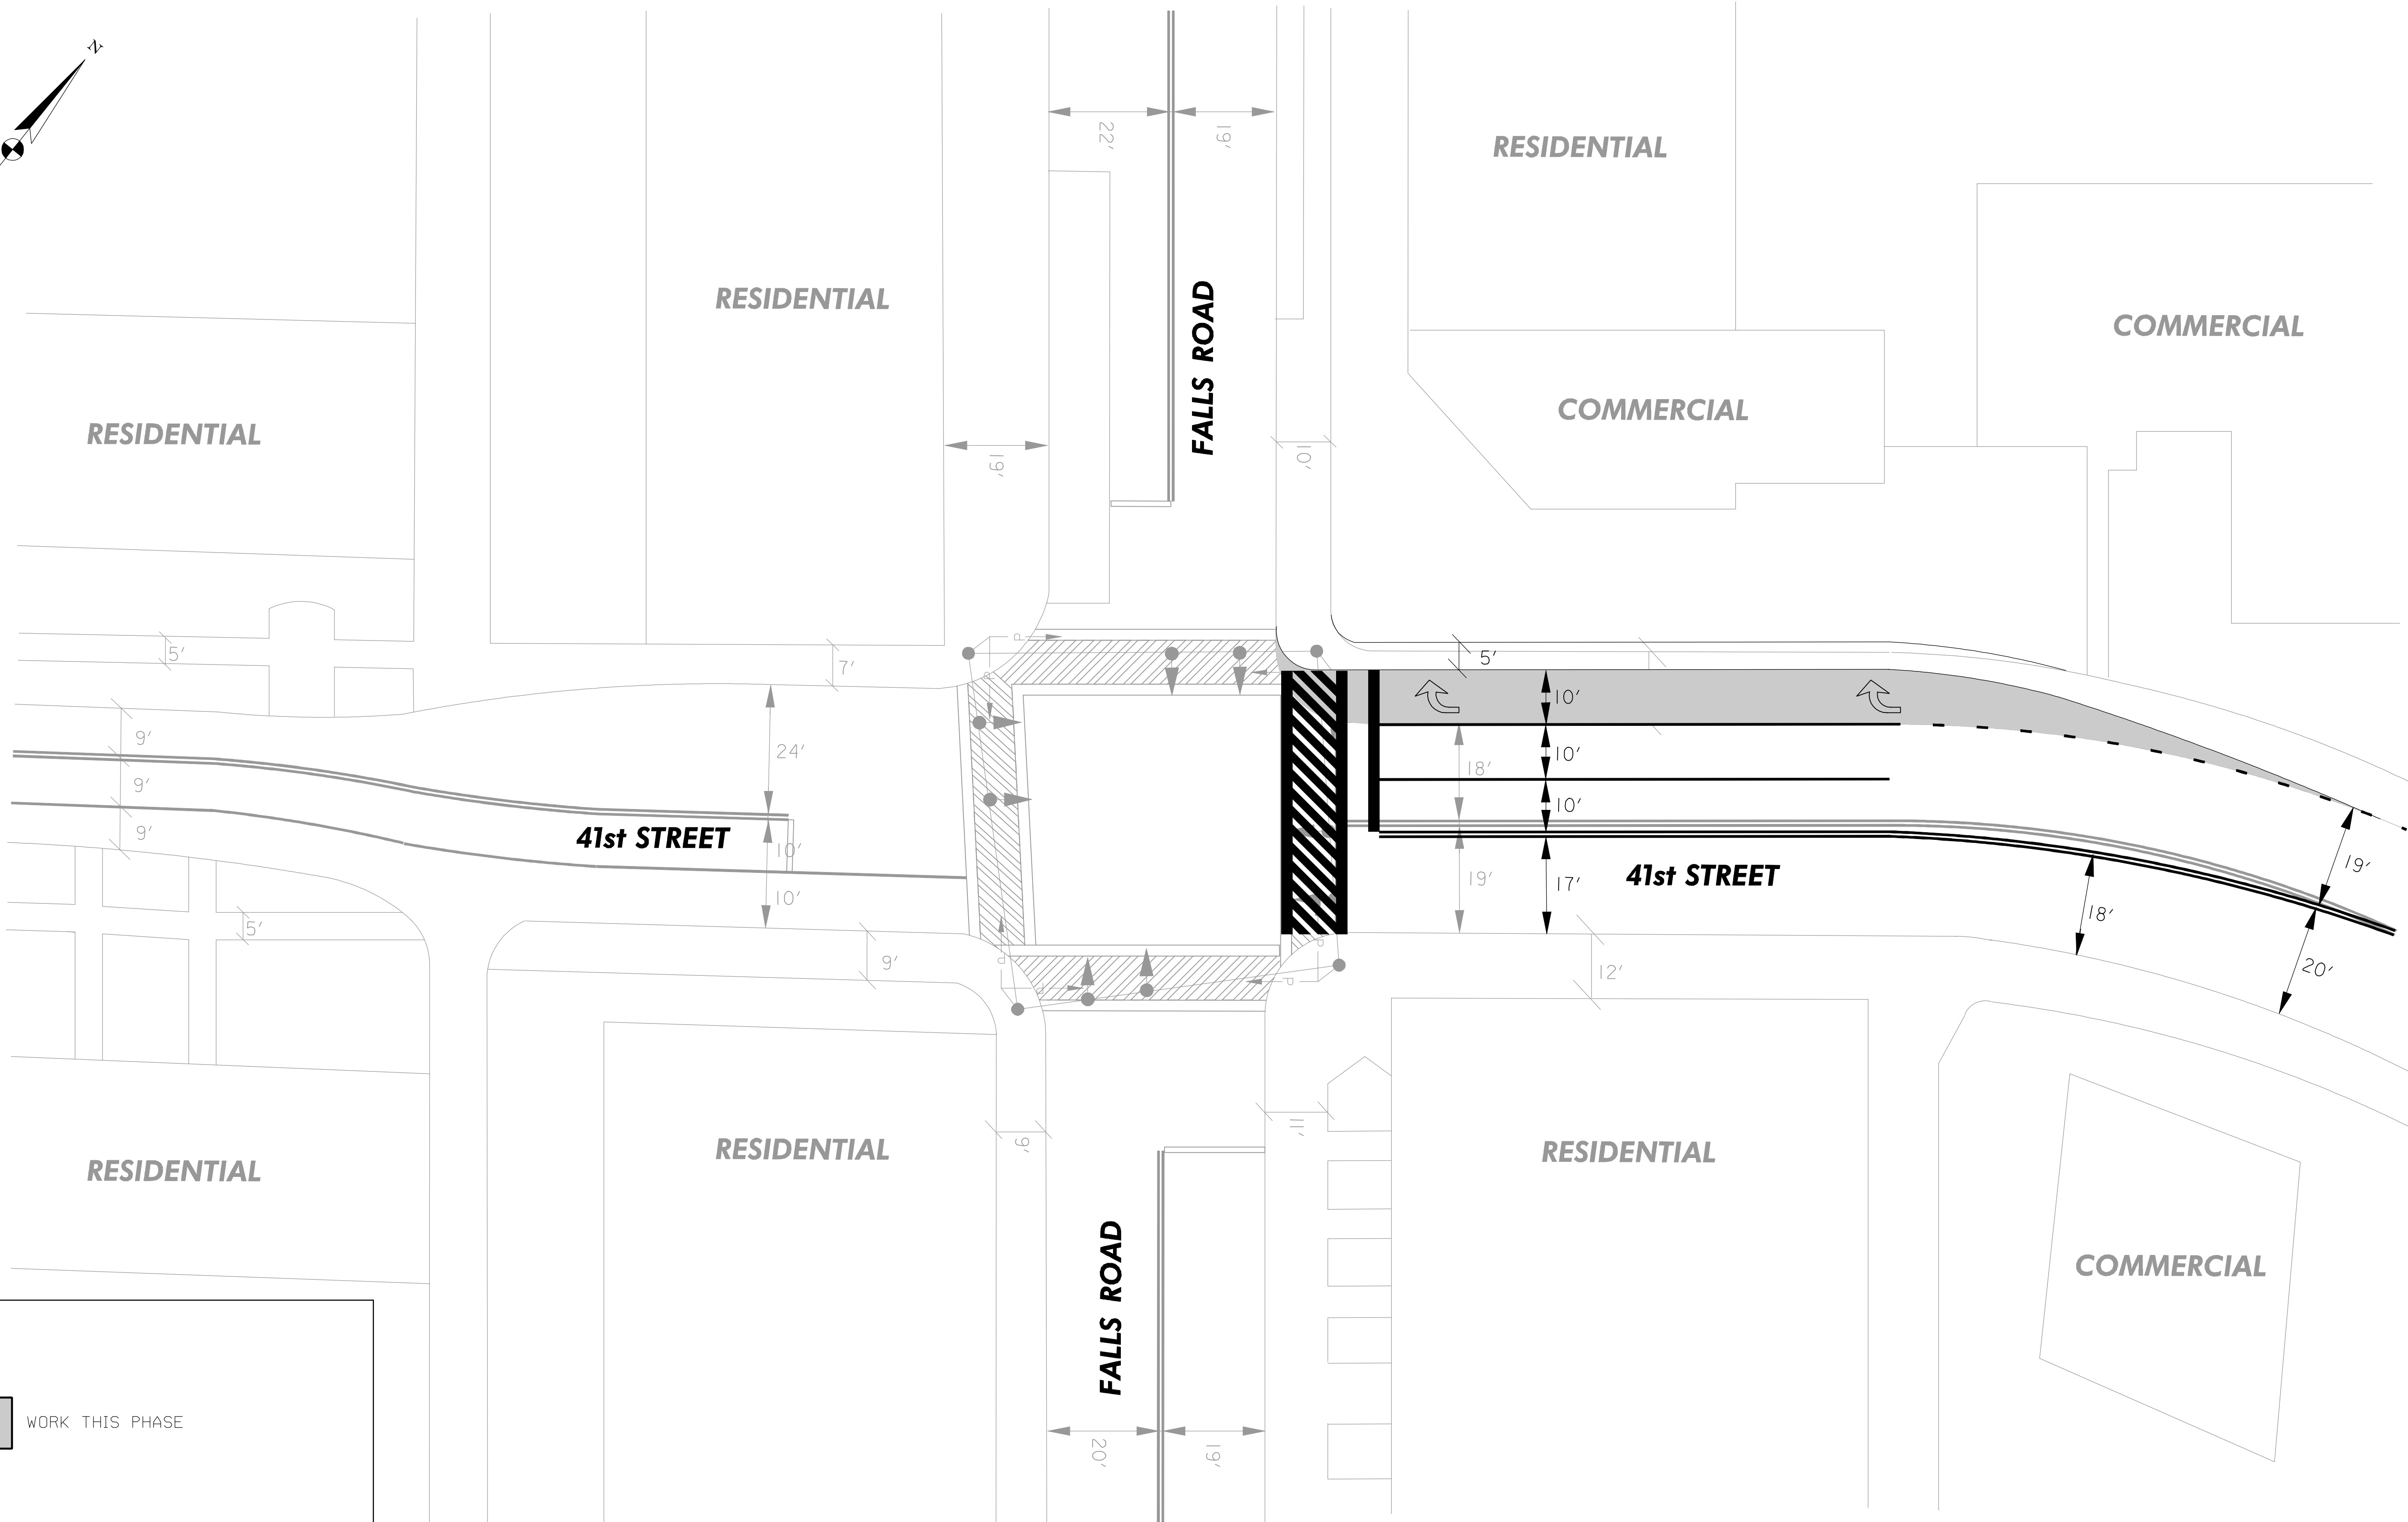 N
22'
19'
RESIDENTIAL
RESIDENTIAL
FALLS ROAD
COMMERCIAL
COMMERCIAL
RESIDENTIAL
19'
10'
P
5'
7'
5'
P
10'
9'
24'
10'
18'
9'
10'
9'
41st STREET
10'
19'
41st STREET
17'
19'
10'
18'
5'
P
9'
P
P
P
12'
20'
9'
11'
RESIDENTIAL
RESIDENTIAL
RESIDENTIAL
FALLS ROAD
COMMERCIAL
WORK THIS PHASE
20'
19'